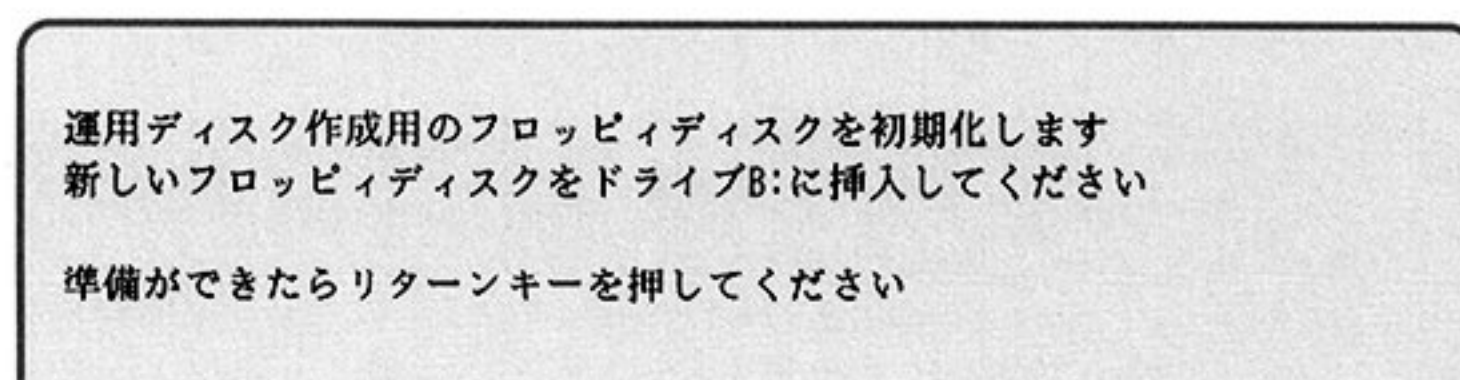 運用ディスク作成用のフロッピィディスクを初期化します
新しいフロッピィディスクをドライブB:に挿入してください
準備ができたらリターンキーを押してください